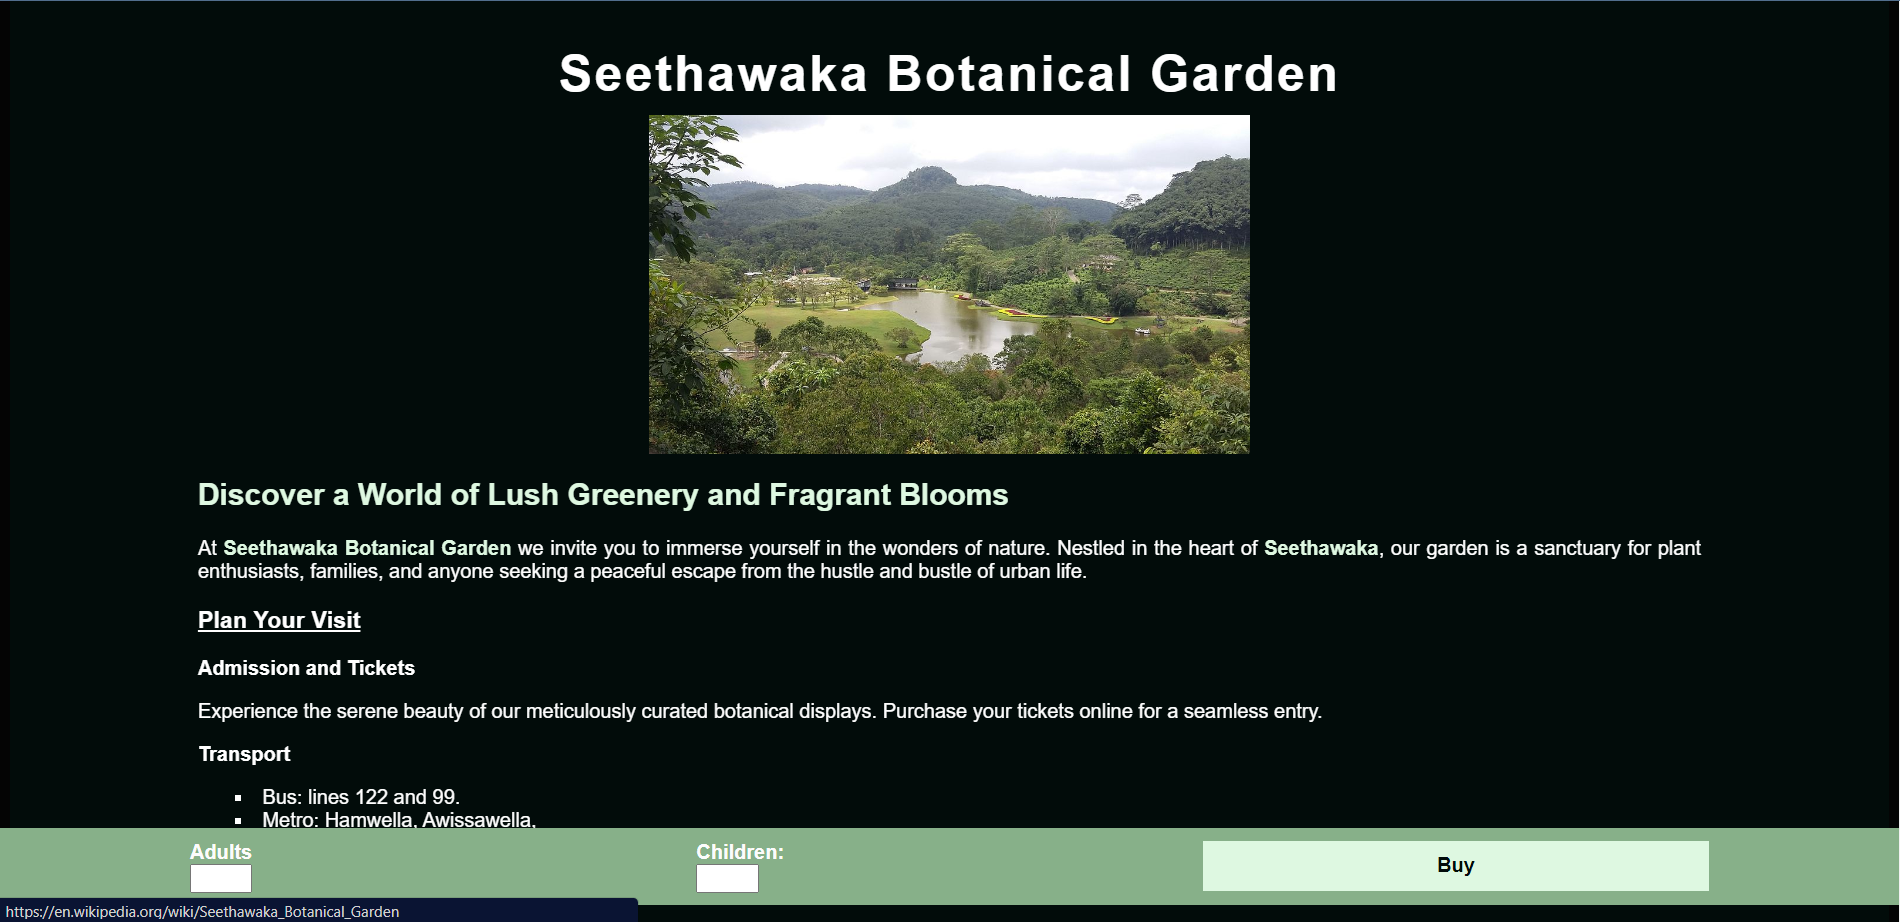 Seethawaka Botanical Garden
Discover a World of Lush Greenery and Fragrant Blooms
At Seethawaka Botanical Garden we invite you to immerse yourself in the wonders of nature. Nestled in the heart of Seethawaka, our garden is a sanctuary for plant
enthusiasts, families, and anyone seeking a peaceful escape from the hustle and bustle of urban life.
Plan Your Visit
Admission and Tickets
Experience the serene beauty of our meticulously curated botanical displays. Purchase your tickets online for a seamless entry.
Transport
▪ Bus: lines 122 and 99.
▪ Metro: Hamwella, Awissawella,
Adults
Children:
Buy
https://en.wikipedia.org/wiki/Seethawaka_Botanical_Garden